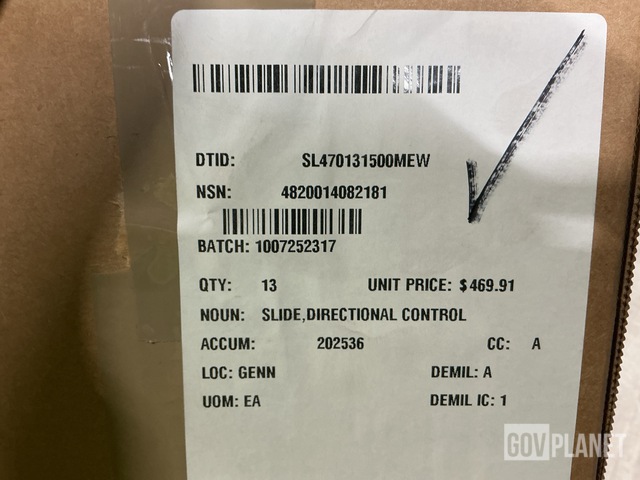 DTID: SL470131500MEW
NSN: 4820014082181
BATCH: 1007252317
QTY: 13 UNIT PRICE: $469.91
NOUN: SLIDE,DIRECTIONAL CONTROL
ACCUM: 202536 CC: A
LOC: GENN DEMIL: A
UOM: EA DEMIL IC: 1
GOVPLANET